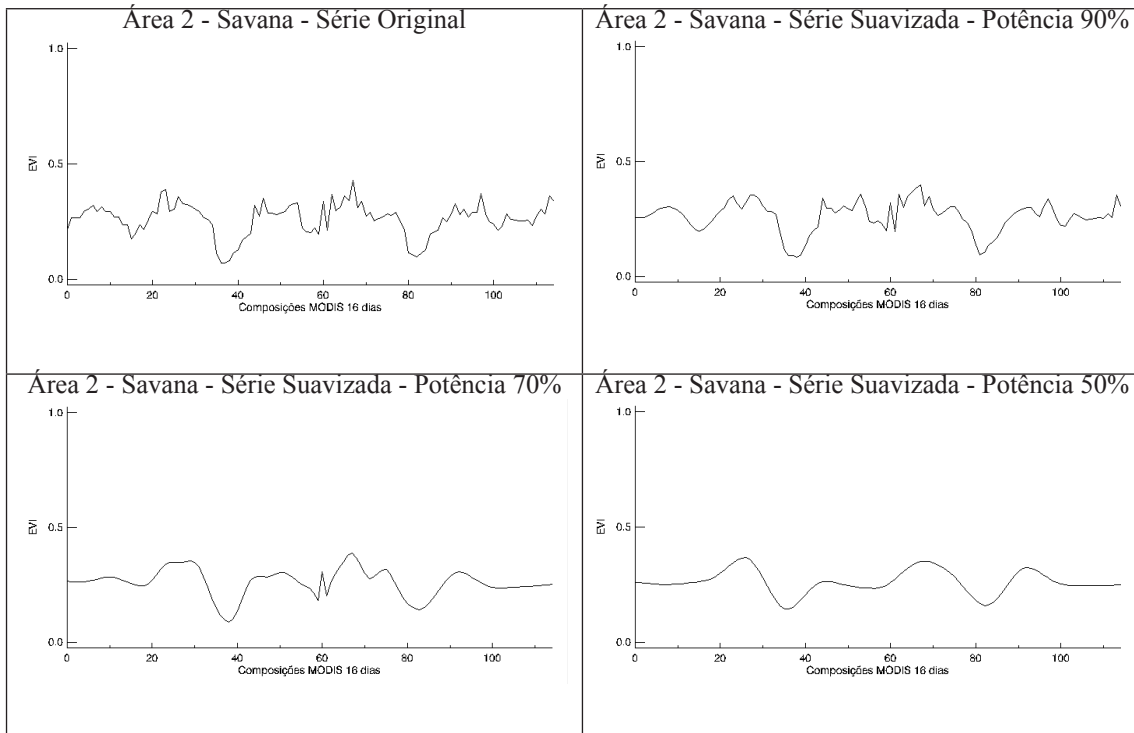 Área 2 - Savana - Série Original
1.0
0.5
0.0
EVI
0 20 40 60 80 100
Composições MODIS 16 dias
Área 2 - Savana - Série Suavizada - Potência 90%
1.0
0.5
0.0
EVI
0 20 40 60 80 100
Composições MODIS 16 dias
Área 2 - Savana - Série Suavizada - Potência 70%
1.0
0.5
0.0
EVI
0 20 40 60 80 100
Composições MODIS 16 dias
Área 2 - Savana - Série Suavizada - Potência 50%
1.0
0.5
0.0
EVI
0 20 40 60 80 100
Composições MODIS 16 dias